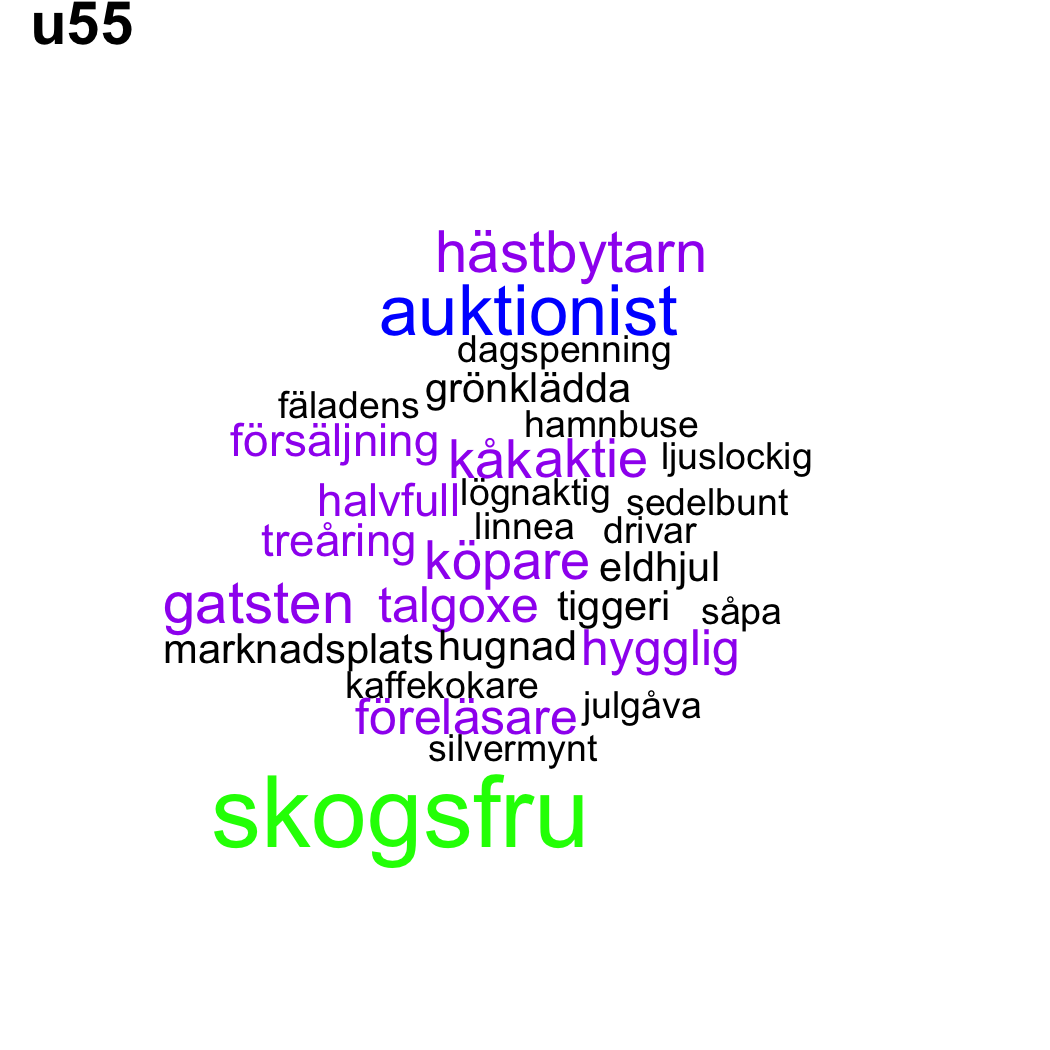 u55
hästbytarn
auktionist
dagspenning
grönklädda
fäladens
hamnbuse
försäljning
kåkaktie
ljuslockig
halvfull
lögnaktig
sedelbunt
linnea
drivar
treåring
köpare
eldhjul
gatsten
talgoxe
tiggeri
såpa
marknadsplats
hugnad
hygglig
kaffekokare
föreläsare
julgåva
silvermynt
skogsfru